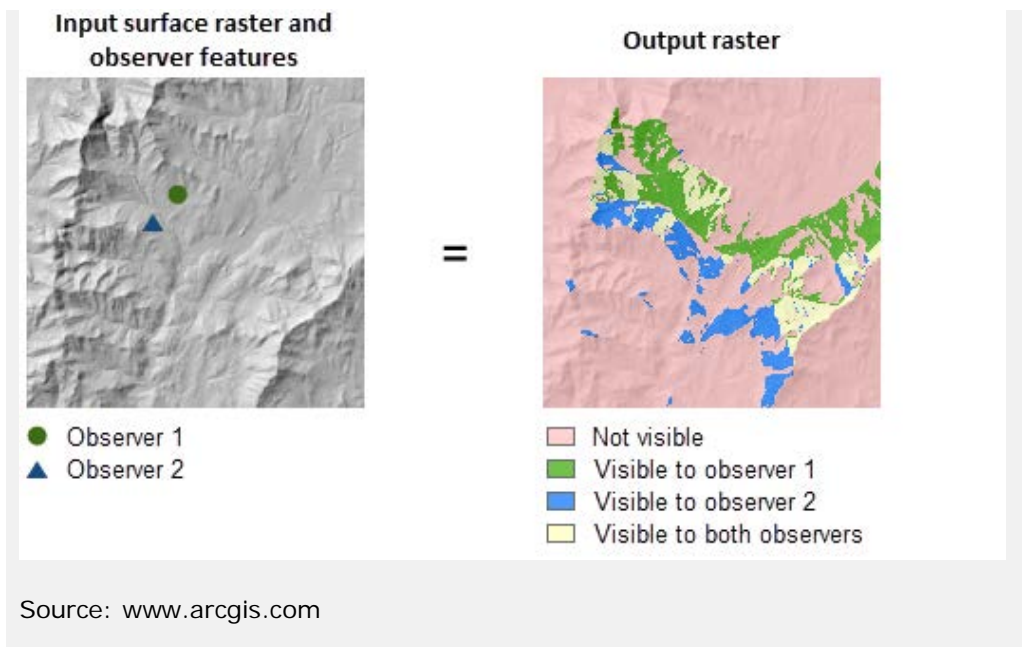 Input surface raster and
observer features
Output raster
=
Observer 1
Observer 2
Not visible
Visible to observer 1
Visible to observer 2
Visible to both observers
Source: www.arcgis.com